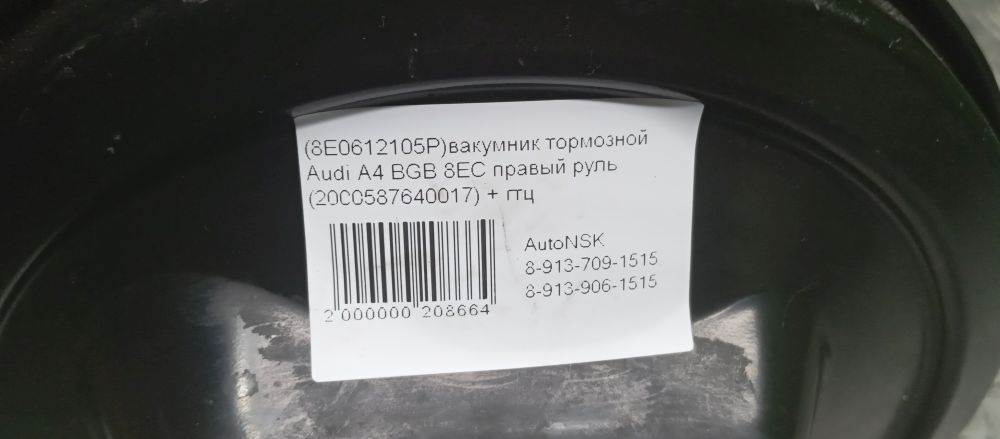 (8E0612105P)вакумник тормозной
Audi A4 BGB 8EC правый руль
(2000587640017) + гтц
AutoNSK
8-913-709-1515
8-913-906-1515
2 000000 208664